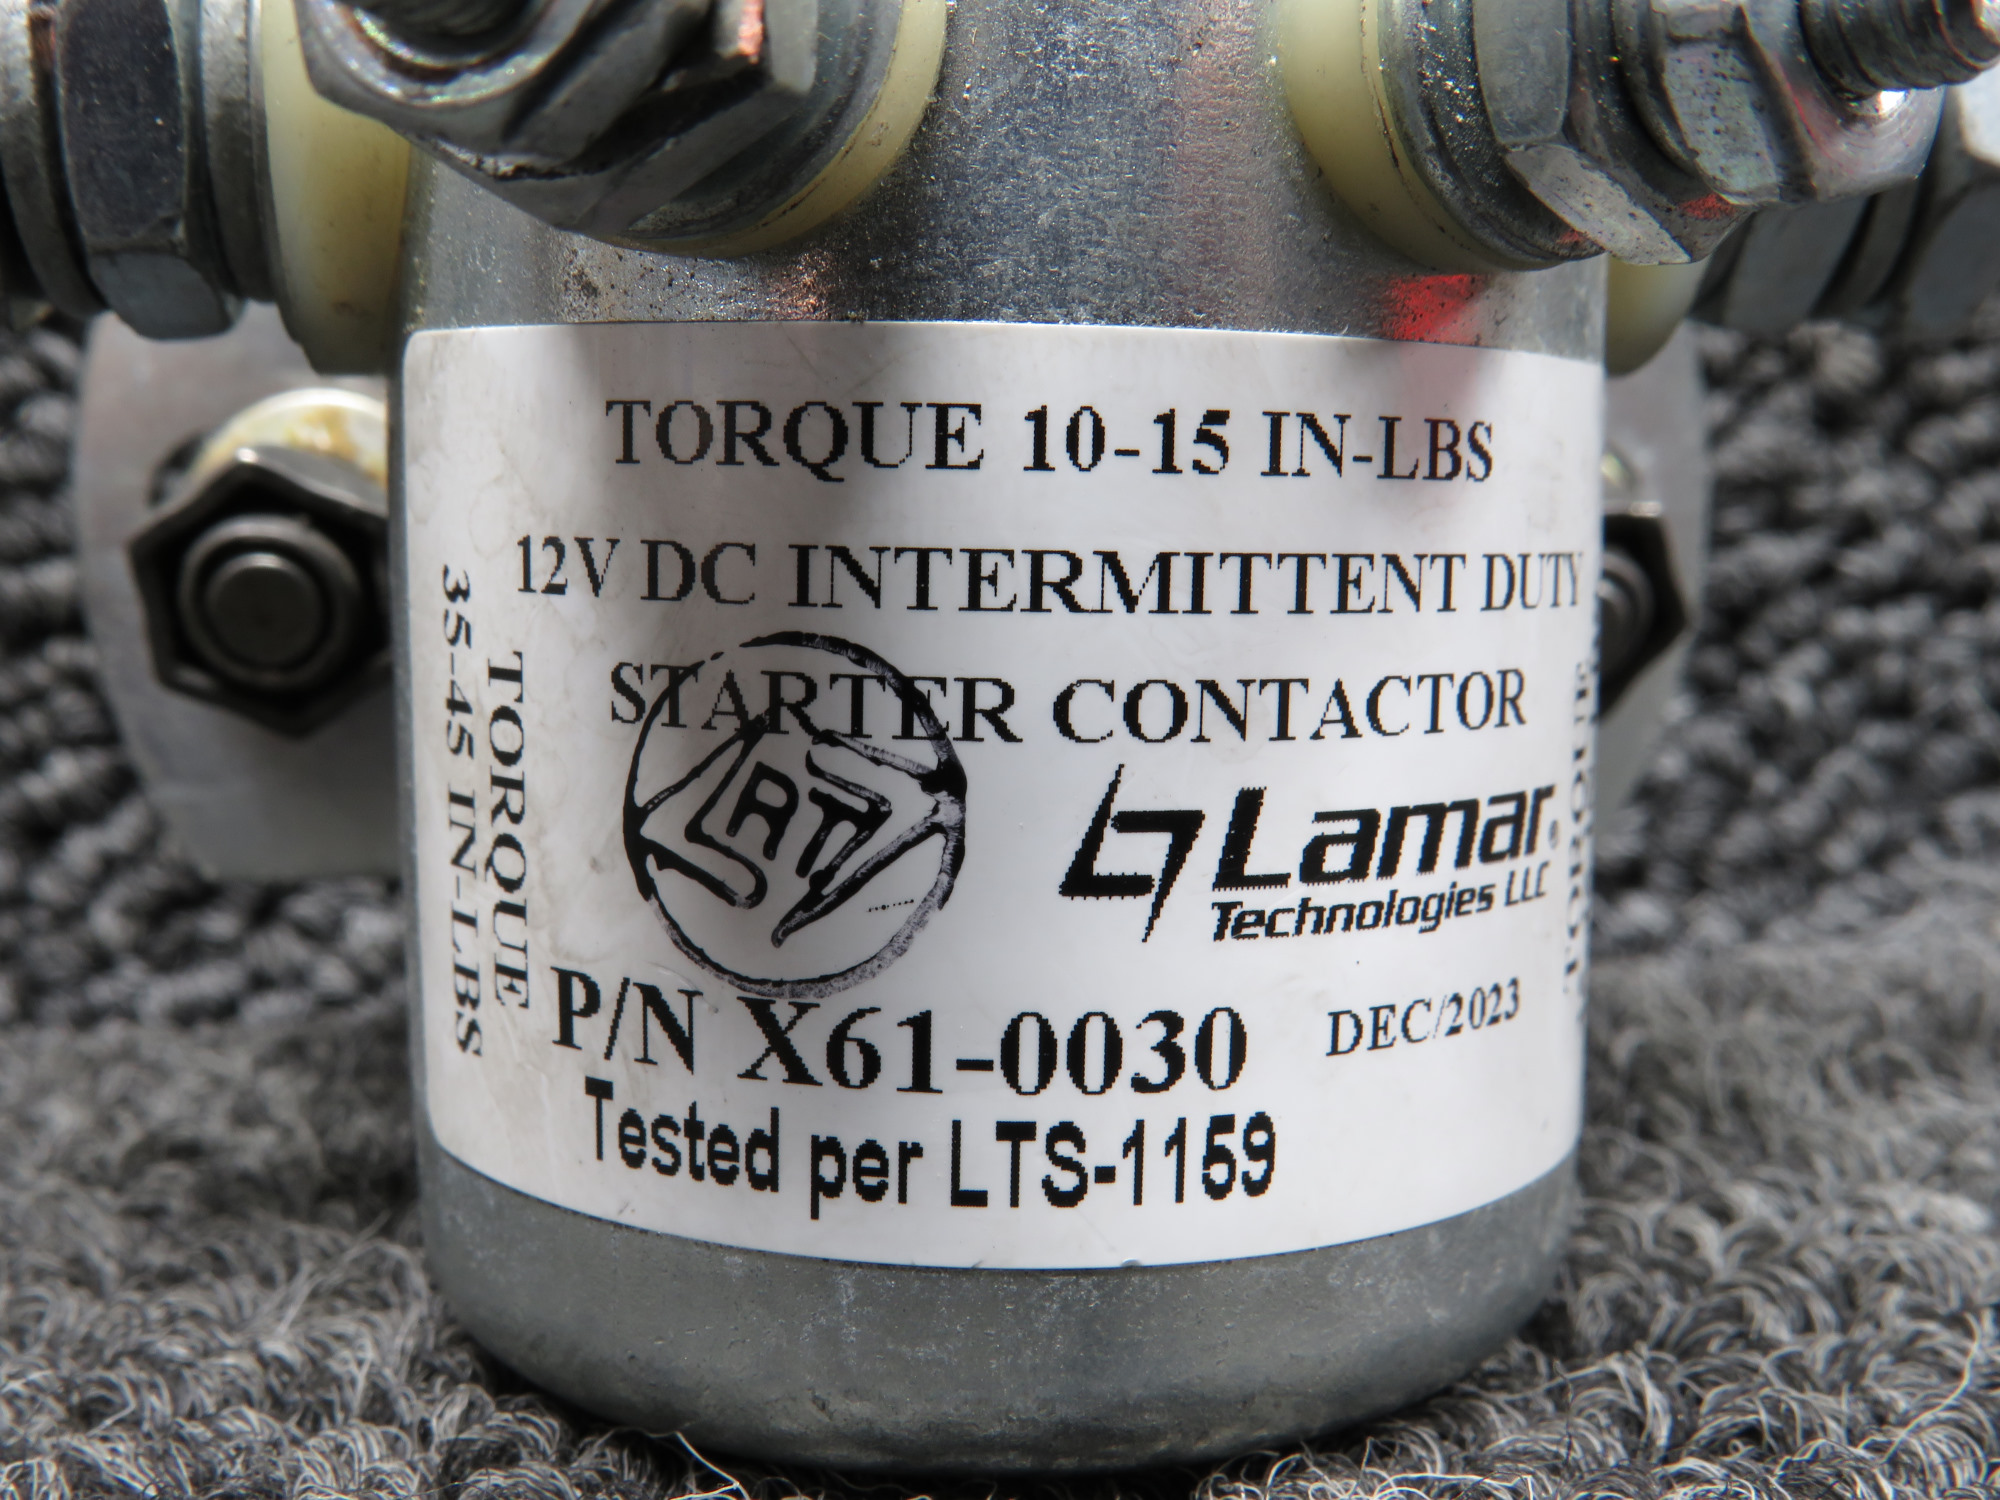 TORQUE 10-15 IN-LBS
12V DC INTERMITTENT DUTY
STARTER CONTACTOR
Lamar®
Technologies LLC
P/N X61-0030
DEC/2023
Tested per LTS-1159
TORQUE
35-45 IN-LBS